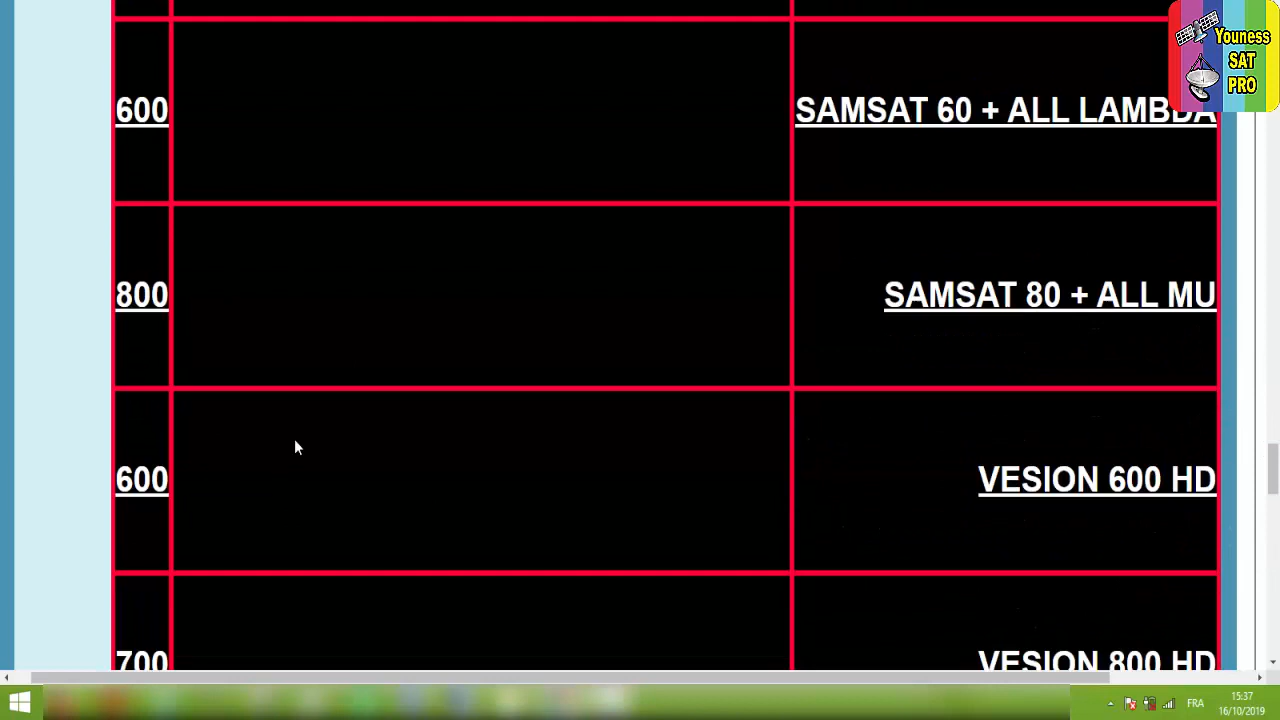 Youness
SAT
PRO
600 SAMSAT 60 + ALL LAMBDA
800 SAMSAT 80 + ALL MU
600 VESION 600 HD
700 VESION 800 HD
FRA
15:37
16/10/2019